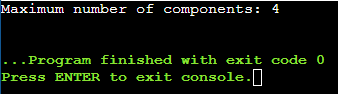 Maximum number of components: 4
...Program finished with exit code 0
Press ENTER to exit console.